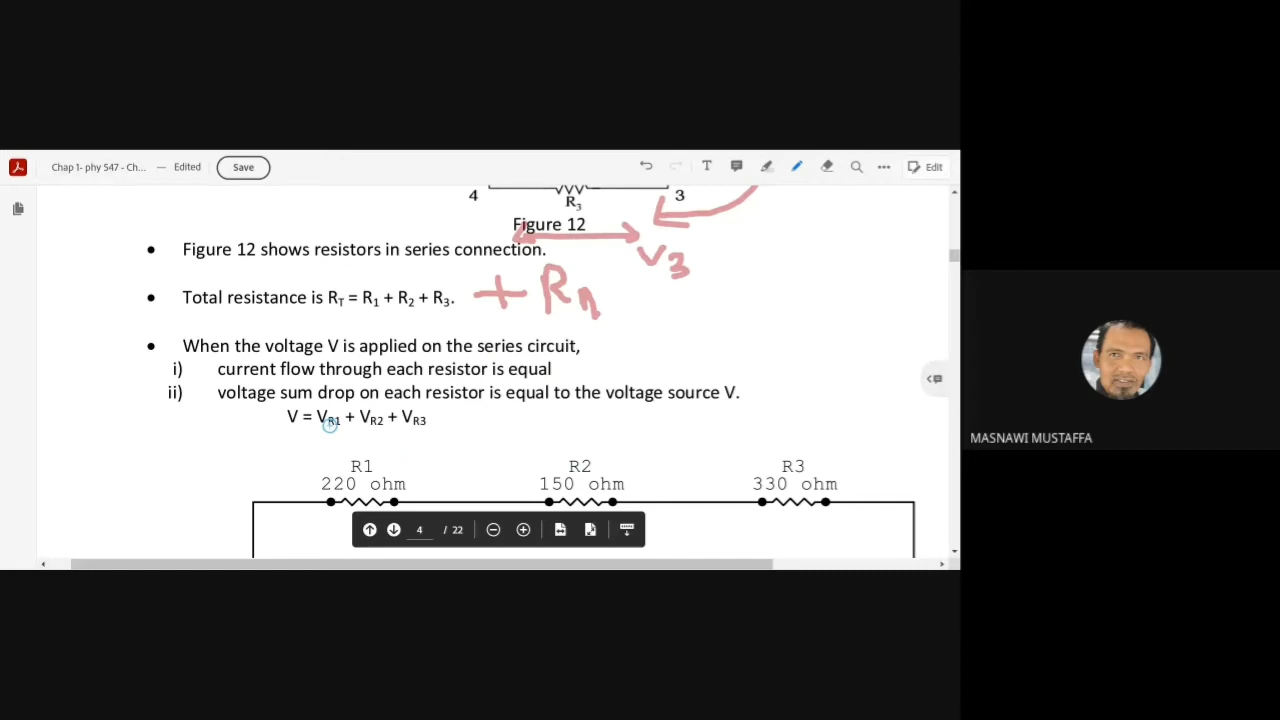 Chap 1- phy 547 - Ch... — Edited Save T ••• Edit
4 R3 3
Figure 12
• Figure 12 shows resistors in series connection. V3
• Total resistance is RT = R1 + R2 + R3. + Rn
• When the voltage V is applied on the series circuit,
i) current flow through each resistor is equal
ii) voltage sum drop on each resistor is equal to the voltage source V.
V = VR1 + VR2 + VR3
MASNAWI MUSTAFFA
R1 R2 R3
220 ohm 150 ohm 330 ohm
4 / 22